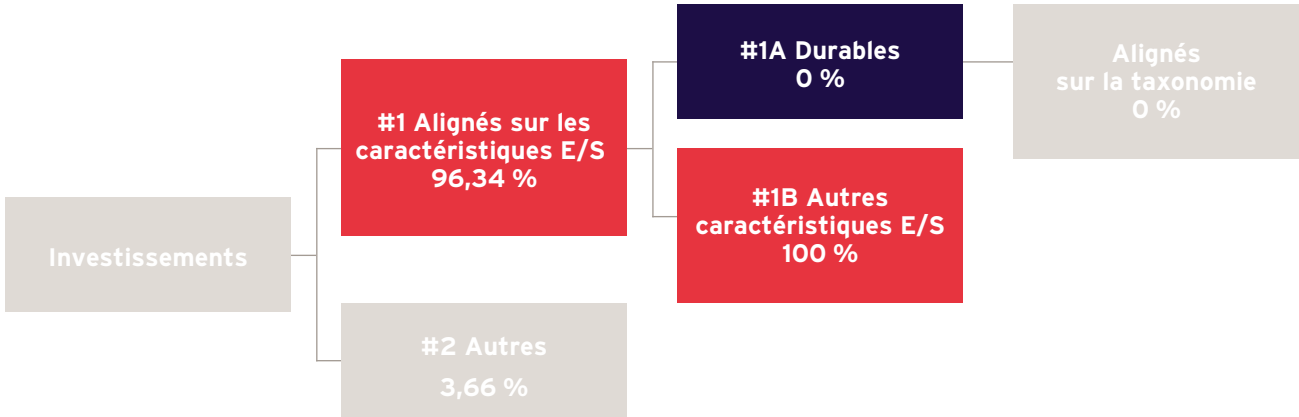 Investissements
#1 Alignés sur les
caractéristiques E/S
96,34 %
#2 Autres
3,66 %
#1A Durables
0 %
#1B Autres
caractéristiques E/S
100 %
Alignés
sur la taxonomie
0 %